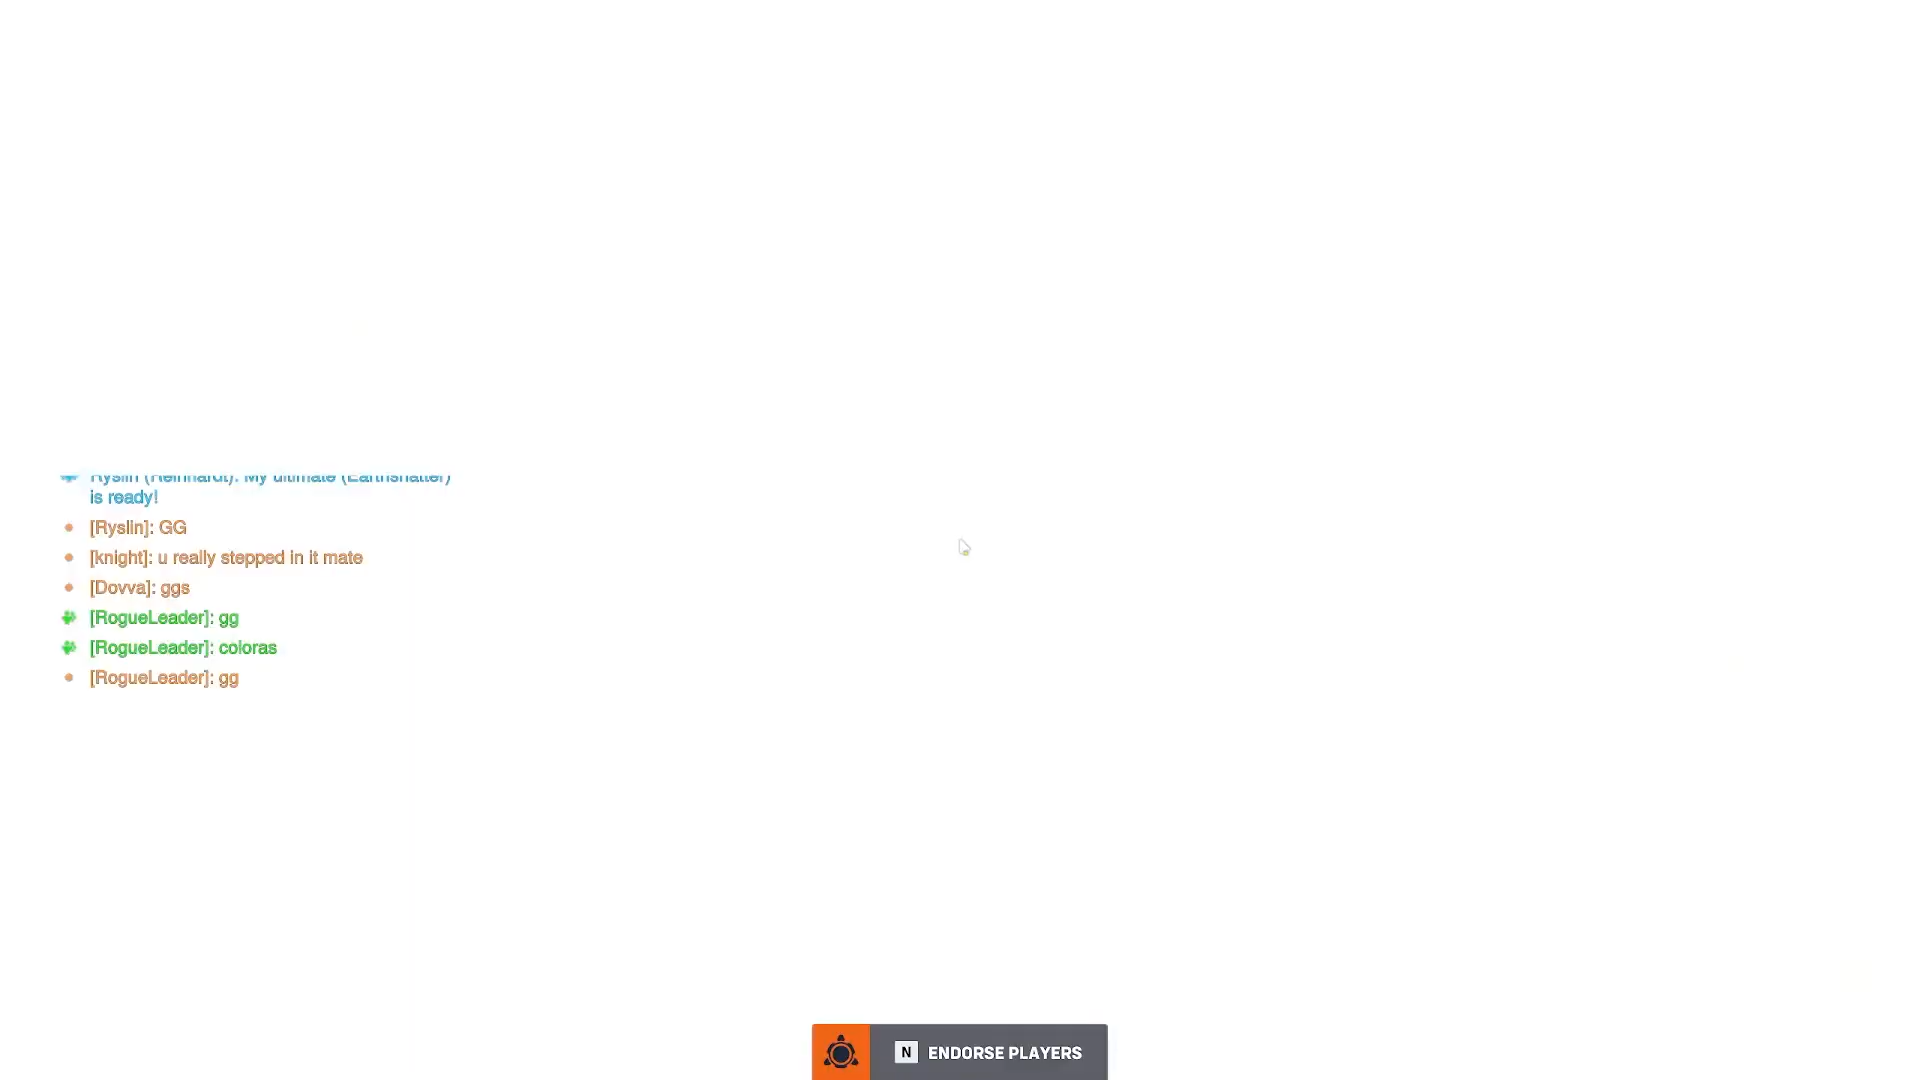 Ryslin (Reinhardt): My ultimate (Earthshatter)
is ready!
[Ryslin]: GG
[knight]: u really stepped in it mate
[Dovva]: ggs
[RogueLeader]: gg
[RogueLeader]: coloras
[RogueLeader]: gg
N ENDORSE PLAYERS